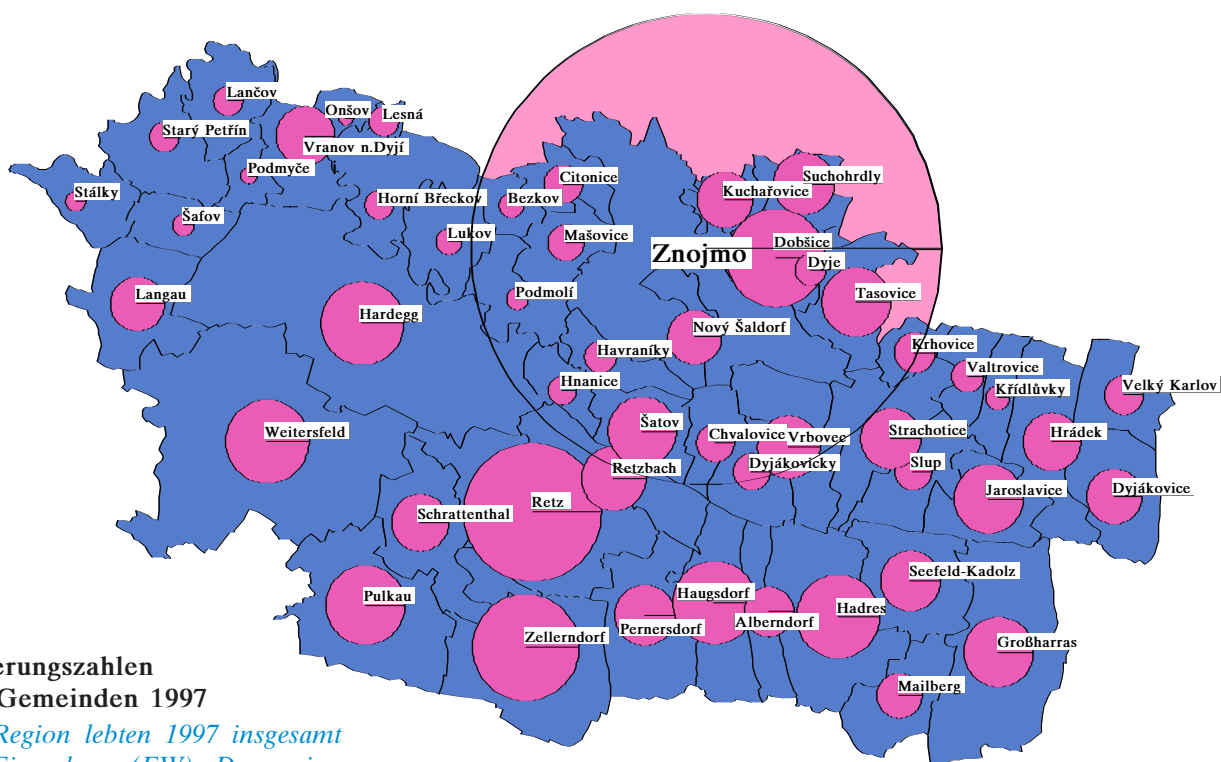 Lančov
Onšov
Lesná
Starý Petřín
Vranov n.Dyjí
Podmyče
Stálky
Šafov
Horní Břeckov
Lukov
Bezkov
Citonice
Mašovice
Kuchařovice
Suchohrdly
Znojmo
Dobšice
Dyje
Tasovice
Langau
Hardegg
Podmolí
Nový Šaldorf
Havraníky
Hnanice
Krhovice
Valtrovice
Křídlůvky
Velký Karlov
Weitersfeld
Šatov
Chvalovice
Vrbovec
Dyjákovicky
Strachotice
Slup
Hrádek
Retzbach
Retz
Schrattenthal
Jaroslavice
Dyjákovice
Pulkau
Zellerndorf
Pernersdorf
Haugsdorf
Alberndorf
Hadres
Seefeld-Kadolz
Großharras
Mailberg
erungszahlen
Gemeinden 1997
Region lebten 1997 insgesamt